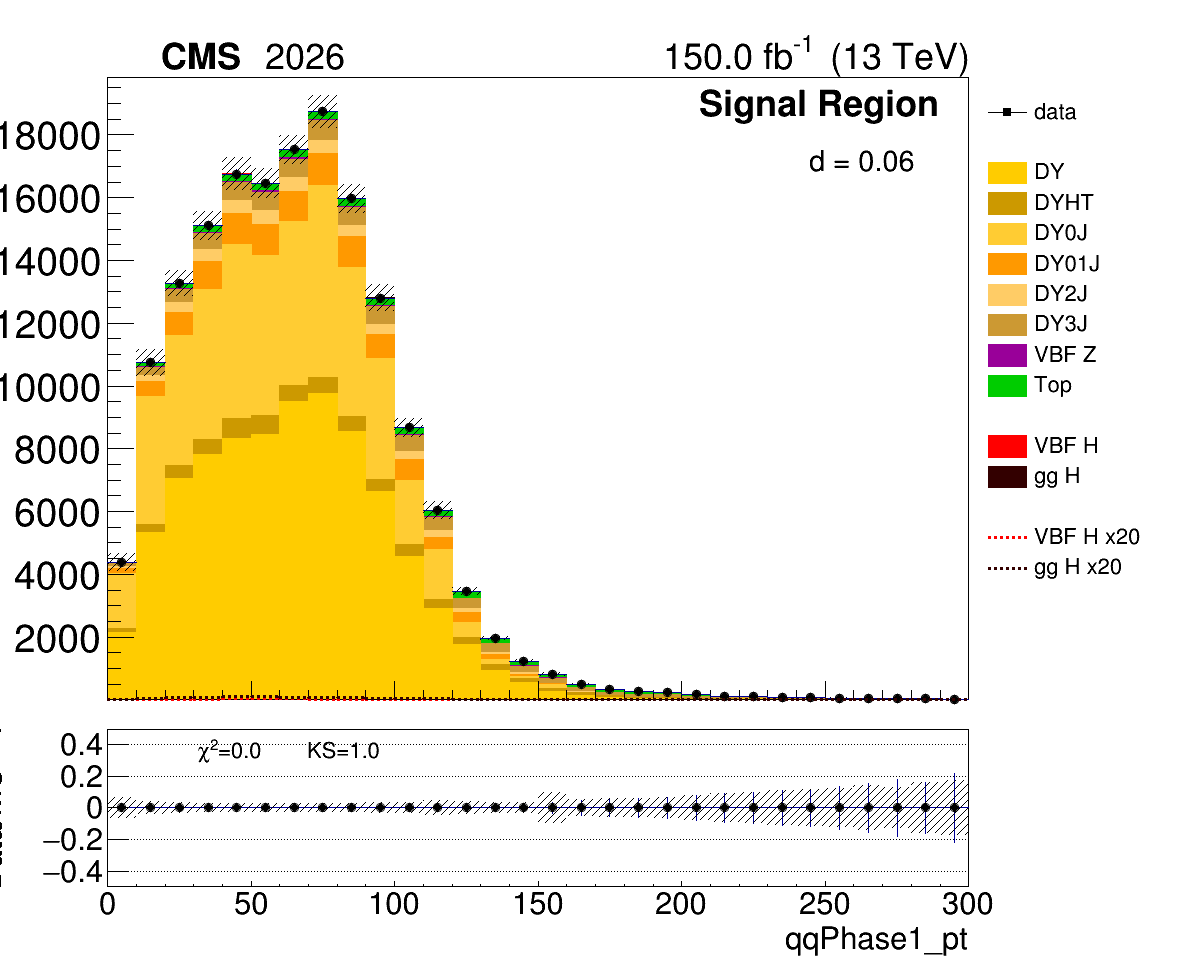 CMS 2026 150.0 fb-1 (13 TeV)
Signal Region
d = 0.06
data
DY
DYHT
DY0J
DY01J
DY2J
DY3J
VBF Z
Top
VBF H
gg H
VBF H x20
gg H x20
18000
16000
14000
12000
10000
8000
6000
4000
2000
χ2=0.0 KS=1.0
0.4
0.2
0
−0.2
−0.4
0 50 100 150 200 250 300
qqPhase1_pt